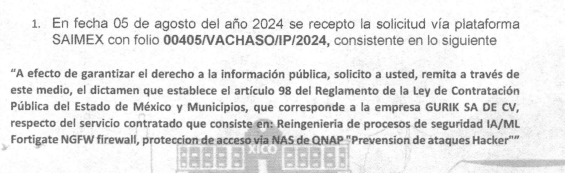 1. En fecha 05 de agosto del año 2024 se recepto la solicitud vía plataforma
SAIMEX con folio 00405/VACHASO/IP/2024, consistente en lo siguiente
"A efecto de garantizar el derecho a la información pública, solicito a usted, remita a través de
este medio, el dictamen que establece el artículo 98 del Reglamento de la Ley de Contratación
Pública del Estado de México y Municipios, que corresponde a la empresa GURIK SA DE CV,
respecto del servicio contratado que consiste en: Reingenieria de procesos de seguridad IA/ML
Fortigate NGFW firewall, proteccion de acceso via NAS de QNAP "Prevension de ataques Hacker""
XICO